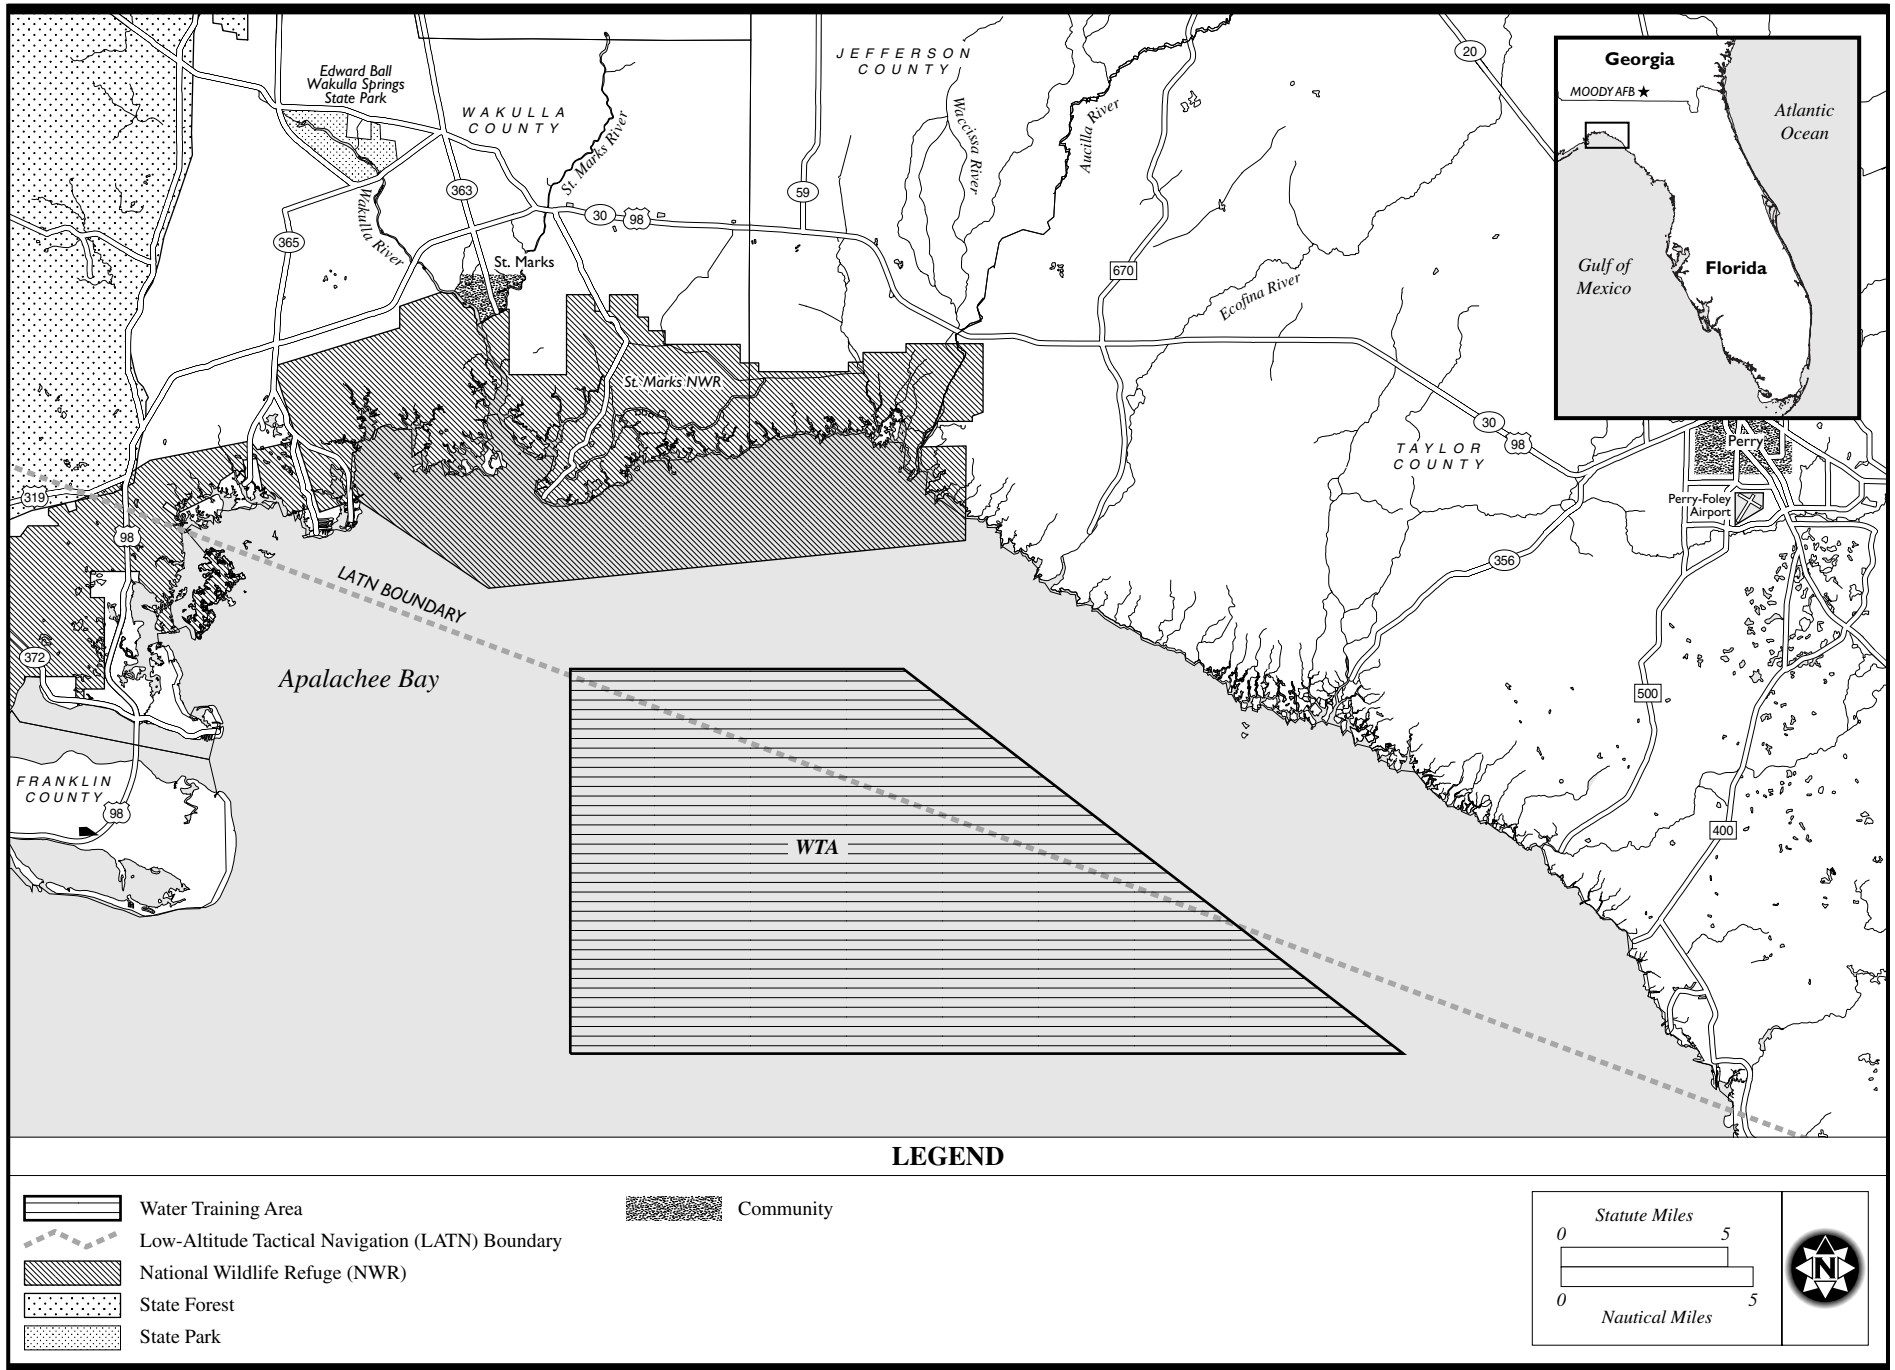 Edward Ball
Wakulla Springs
State Park
WAKULLA
COUNTY
JEFFERSON
COUNTY
20
Georgia
MOODY AFB
Atlantic
Ocean
Gulf of
Mexico
Florida
St. Marks River
Wacissa River
Aucilla River
Wakulla River
363
59
30
98
365
St. Marks
670
Ecofina River
St. Marks NWR
30
98
TAYLOR
COUNTY
Perry
Perry-Foley
Airport
319
98
356
LATN BOUNDARY
372
Apalachee Bay
500
FRANKLIN
COUNTY
98
400
WTA
LEGEND
Water Training Area
Low-Altitude Tactical Navigation (LATN) Boundary
National Wildlife Refuge (NWR)
State Forest
State Park
Community
Statute Miles
0 5
0 5
Nautical Miles
N